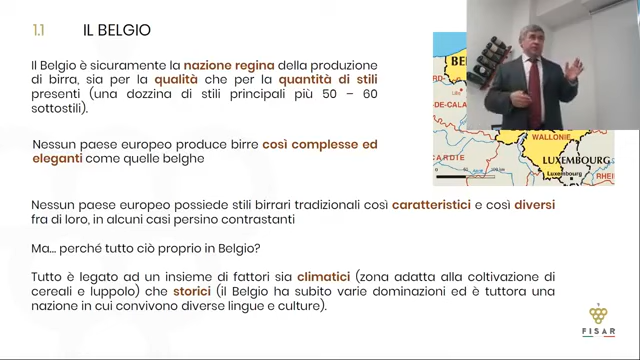 1.1 IL BELGIO
Il Belgio è sicuramente la nazione regina della produzione
di birra, sia per la qualità che per la quantità di stili
presenti (una dozzina di stili principali più 50 – 60
sottostili).
Nessun paese europeo produce birre così complesse ed
eleganti come quelle belghe
WALLONIE
LUXEMBOURG
Luxembourg
Nessun paese europeo possiede stili birrari tradizionali così caratteristici e così diversi
fra di loro, in alcuni casi persino contrastanti
Ma... perché tutto ciò proprio in Belgio?
Tutto è legato ad un insieme di fattori sia climatici (zona adatta alla coltivazione di
cereali e luppolo) che storici (il Belgio ha subito varie dominazioni ed è tuttora una
nazione in cui convivono diverse lingue e culture).
FISAR